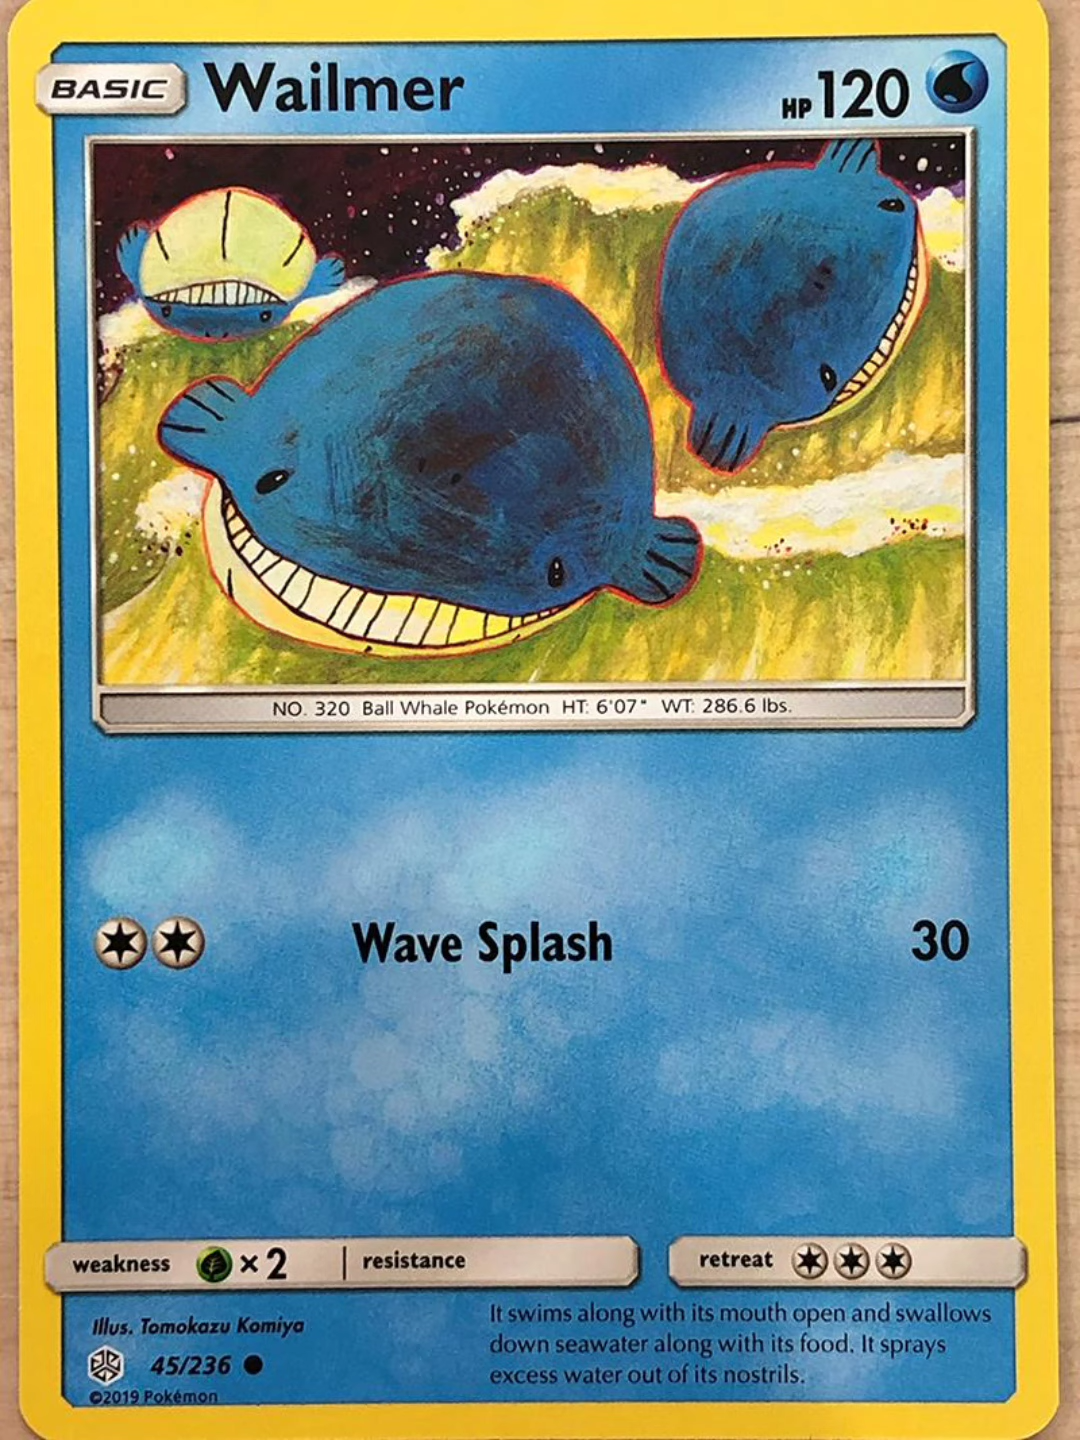 BASIC Wailmer HP 120
NO. 320 Ball Whale Pokémon HT: 6'07" WT: 286.6 lbs.
Wave Splash 30
weakness ×2 resistance retreat
Illus. Tomokazu Komiya
45/236
©2019 Pokémon
It swims along with its mouth open and swallows
down seawater along with its food. It sprays
excess water out of its nostrils.